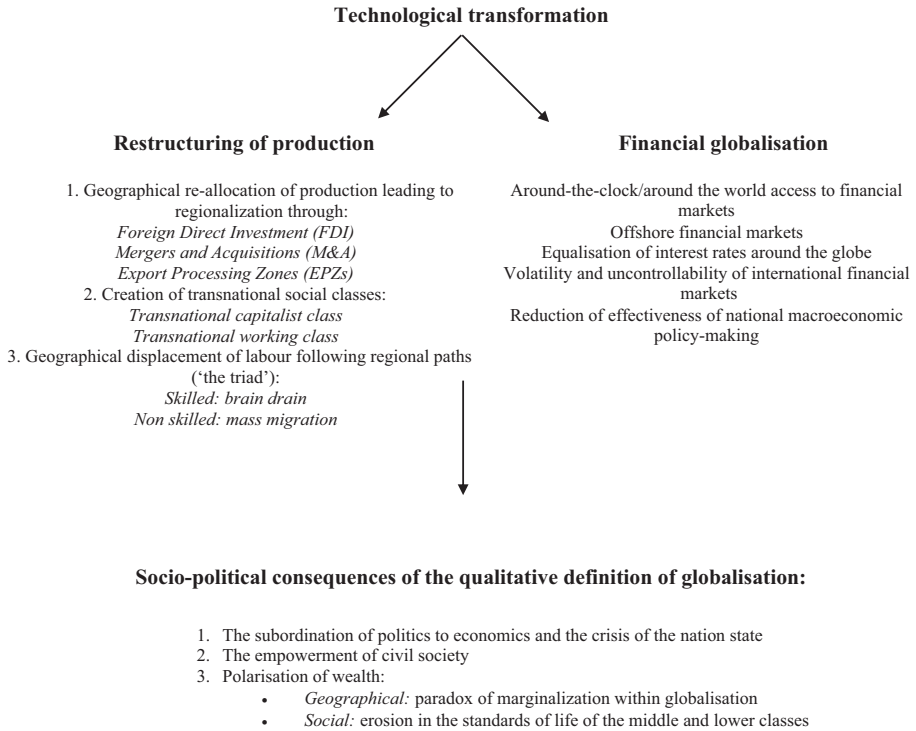 Technological transformation
Restructuring of production
1. Geographical re-allocation of production leading to
regionalization through:
Foreign Direct Investment (FDI)
Mergers and Acquisitions (M&A)
Export Processing Zones (EPZs)
2. Creation of transnational social classes:
Transnational capitalist class
Transnational working class
3. Geographical displacement of labour following regional paths
(‘the triad’):
Skilled: brain drain
Non skilled: mass migration
Financial globalisation
Around-the-clock/around the world access to financial
markets
Offshore financial markets
Equalisation of interest rates around the globe
Volatility and uncontrollability of international financial
markets
Reduction of effectiveness of national macroeconomic
policy-making
Socio-political consequences of the qualitative definition of globalisation:
1. The subordination of politics to economics and the crisis of the nation state
2. The empowerment of civil society
3. Polarisation of wealth:
• Geographical: paradox of marginalization within globalisation
• Social: erosion in the standards of life of the middle and lower classes